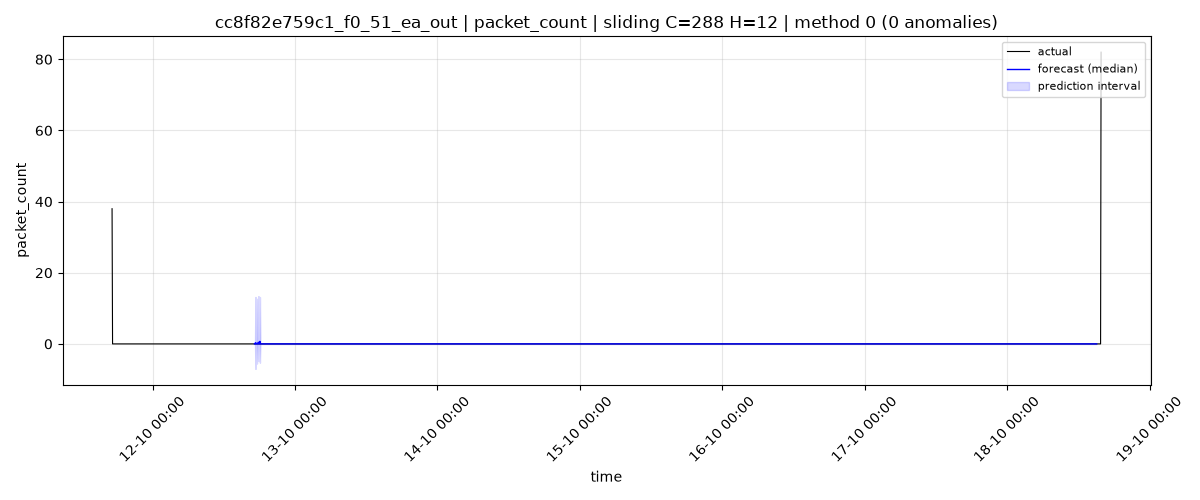 cc8f82e759c1_f0_51_ea_out | packet_count | sliding C=288 H=12 | method 0 (0 anomalies)
actual
forecast (median)
prediction interval
packet_count
80
60
40
20
0
12-10 00:00
13-10 00:00
14-10 00:00
15-10 00:00
16-10 00:00
17-10 00:00
18-10 00:00
19-10 00:00
time